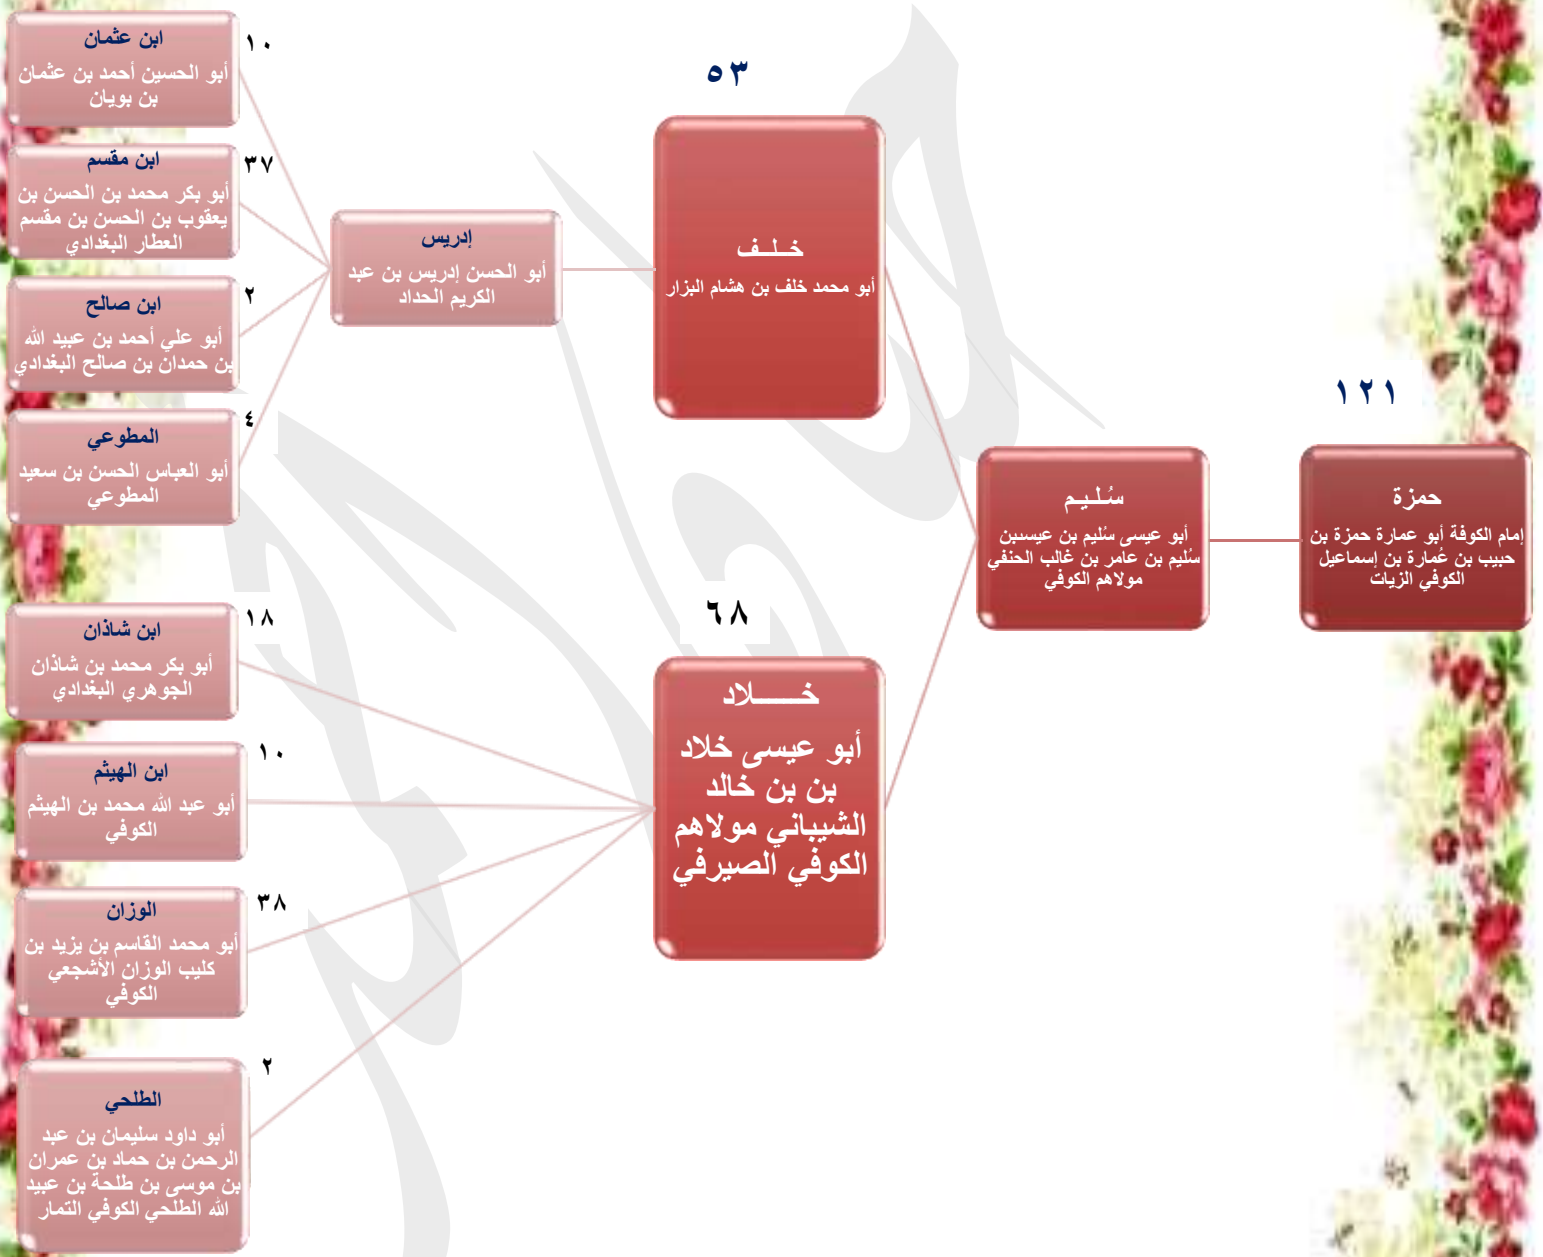 ١٢١
حمزة
إمام الكوفة أبو عمارة حمزة بن
حبيب بن عُمارة بن إسماعيل
الكوفي الزيات
سُليم
أبو عيسى سُليم بن عيسبن
سُليم بن عامر بن غالب الحنفي
مولاهم الكوفي
٥٣
خلف
أبو محمد خلف بن هشام البزار
إدريس
أبو الحسن إدريس بن عبد
الكريم الحداد
١٠
ابن عثمان
أبو الحسين أحمد بن عثمان
بن بويان
٣٧
ابن مقسم
أبو بكر محمد بن الحسن بن
يعقوب بن الحسن بن مقسم
العطار البغدادي
٢
ابن صالح
أبو علي أحمد بن عبيد الله
بن حمدان بن صالح البغدادي
٤
المطوعي
أبو العباس الحسن بن سعيد
المطوعي
٦٨
خـــلاد
أبو عيسى خلاد
بن بن خالد
الشيباني مولاهم
الكوفي الصيرفي
١٨
ابن شاذان
أبو بكر محمد بن شاذان
الجوهري البغدادي
١٠
ابن الهيثم
أبو عبد الله محمد بن الهيثم
الكوفي
٣٨
الوزان
أبو محمد القاسم بن يزيد بن
كليب الوزان الأشجعي
الكوفي
٢
الطلحي
أبو داود سليمان بن عبد
الرحمن بن حماد بن عمران
بن موسى بن طلحة بن عبيد
الله الطلحي الكوفي التمار